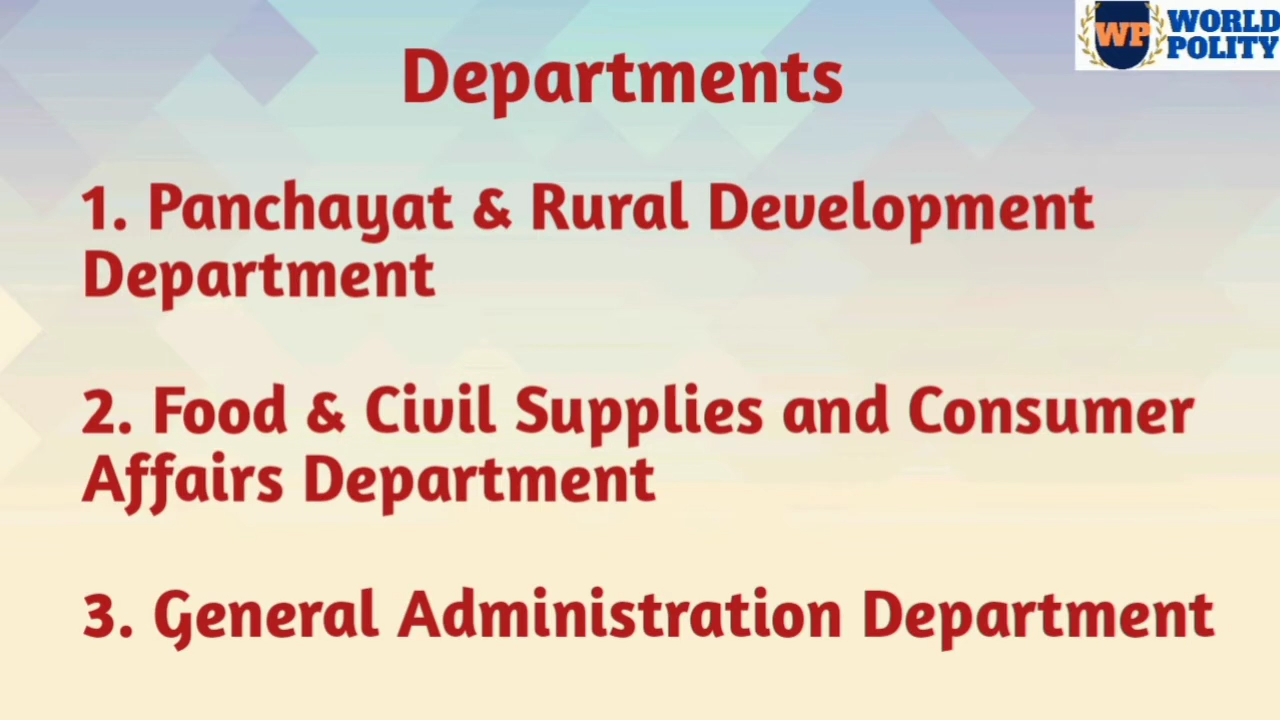 WP WORLD
POLITY
Departments
1. Panchayat & Rural Development
Department
2. Food & Civil Supplies and Consumer
Affairs Department
3. General Administration Department